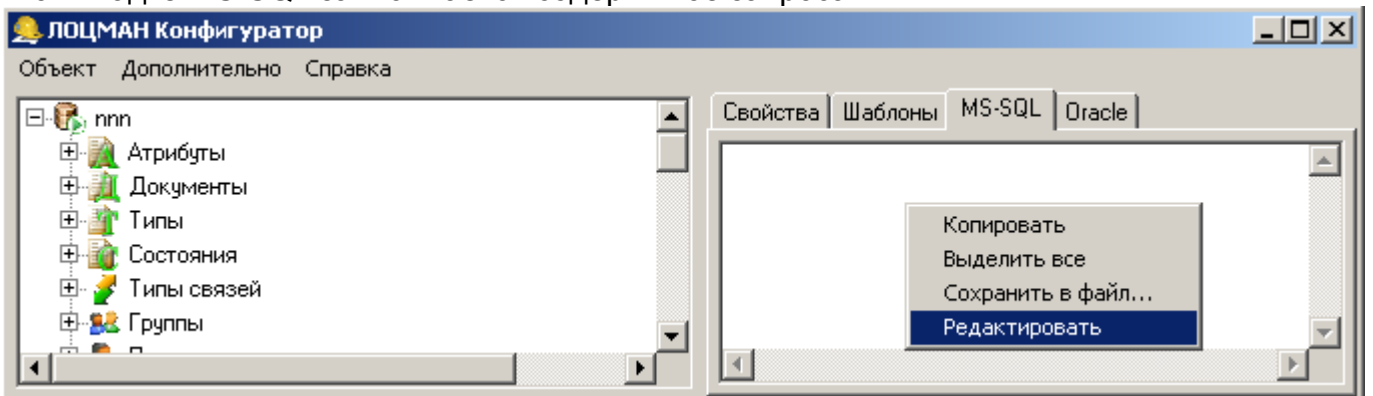 ЛОЦМАН Конфигуратор
Объект Дополнительно Справка
nnn
Атрибуты
Документы
Типы
Состояния
Типы связей
Группы
Свойства Шаблоны MS-SQL Oracle
Копировать
Выделить все
Сохранить в файл...
Редактировать